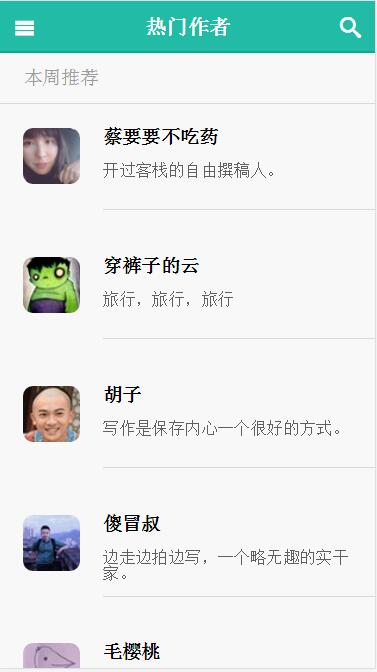 热门作者
本周推荐
蔡要要不吃药
开过客栈的自由撰稿人。
穿裤子的云
旅行，旅行，旅行
胡子
写作是保存内心一个很好的方式。
傻冒叔
边走边拍边写，一个略无趣的实干
家。
毛樱桃